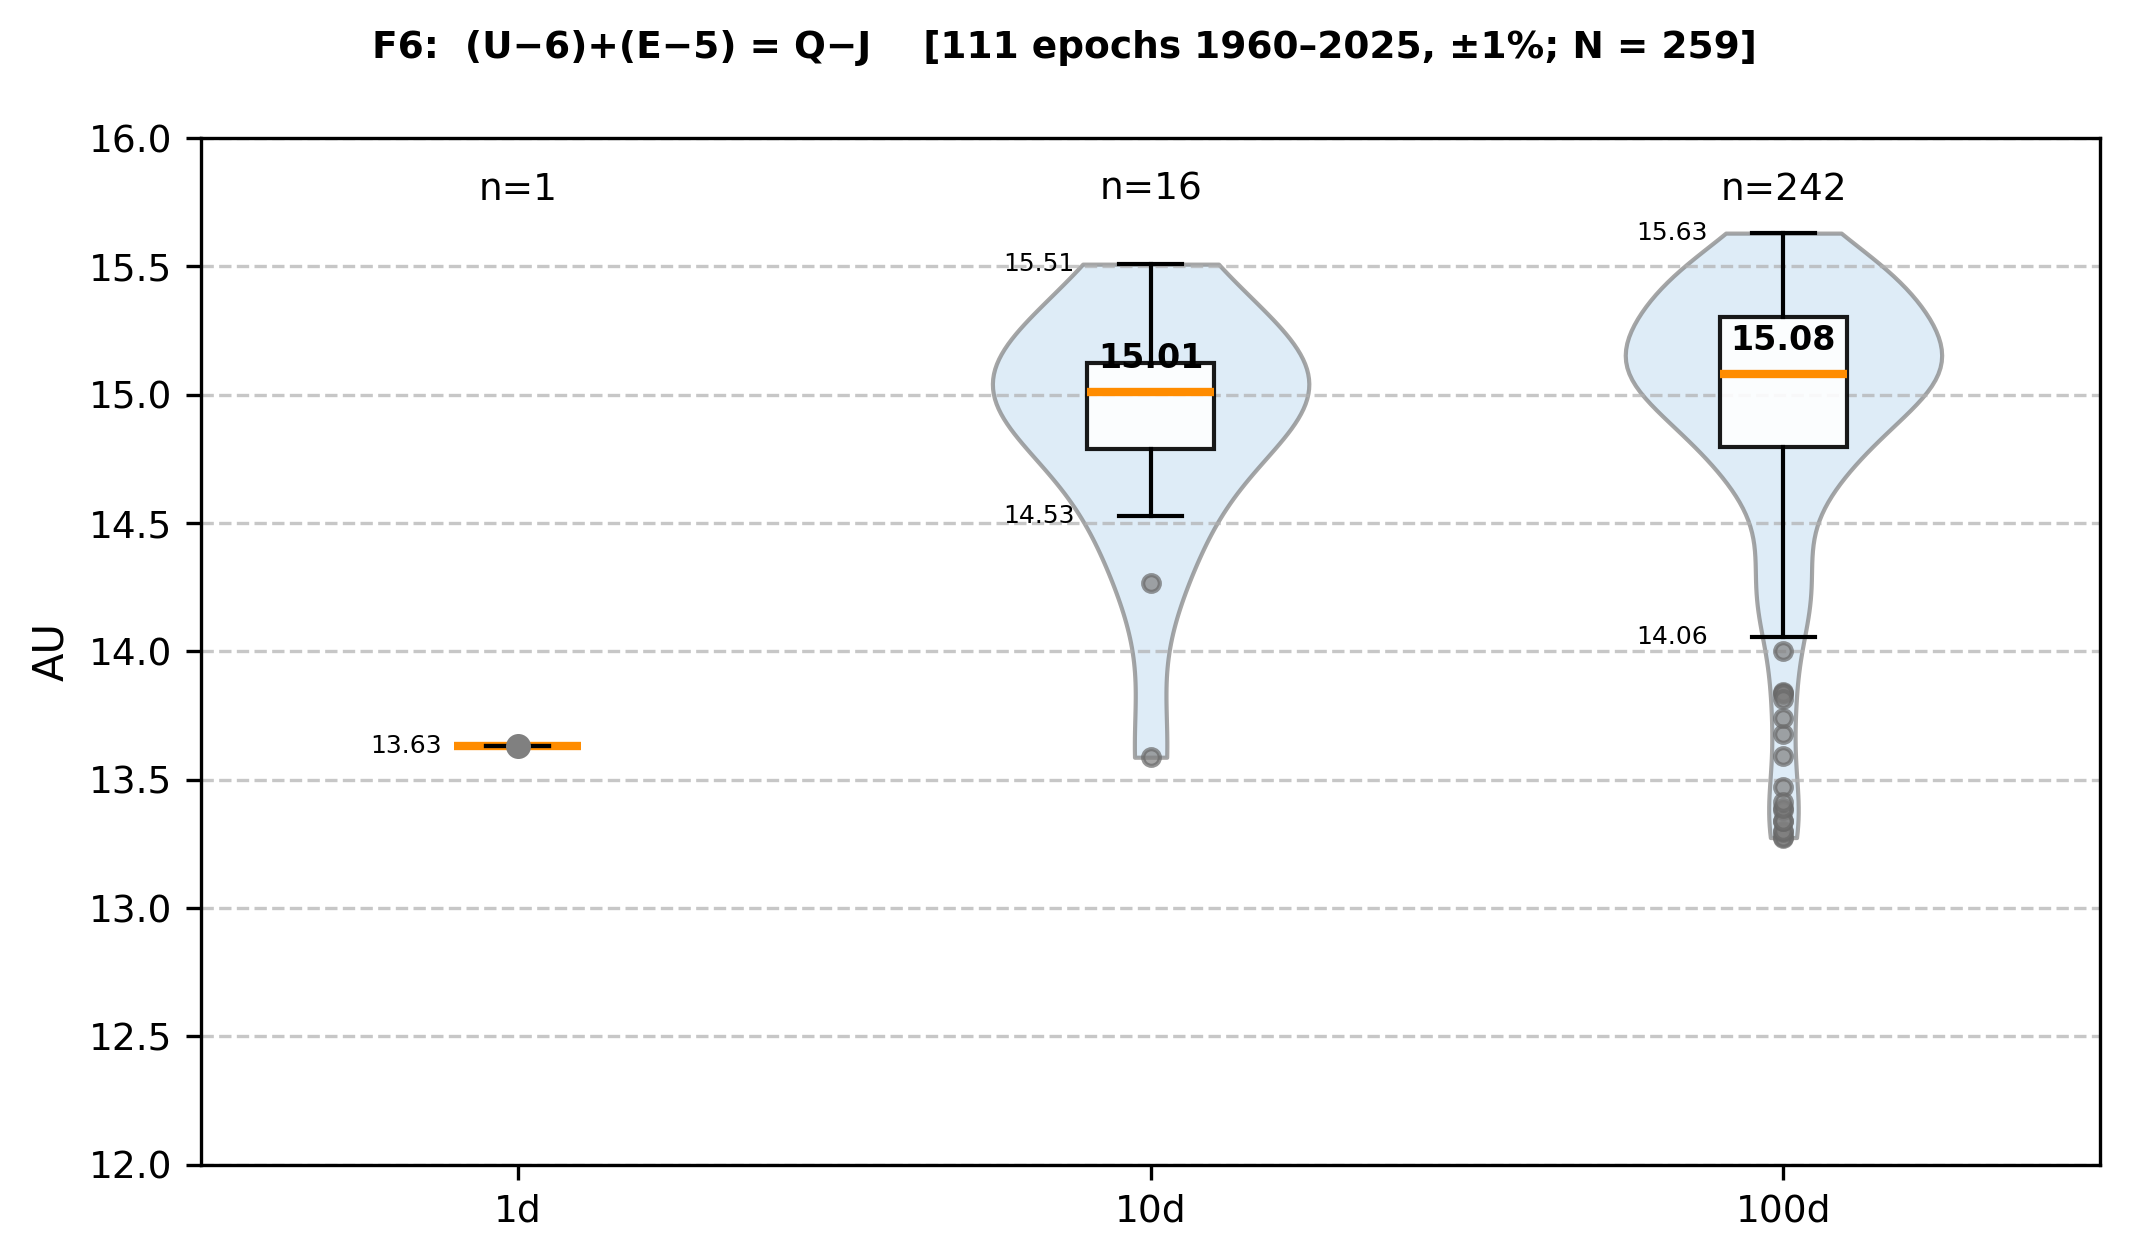 F6:  (U−6)+(E−5) = Q−J    [111 epochs 1960–2025, ±1%; N = 259]
16.0
n=1
n=16
n=242
15.63
15.5
15.51
15.08
15.01
15.0
14.5
14.53
14.06
14.0
AU
13.63
13.5
13.0
12.5
12.0
1d
10d
100d